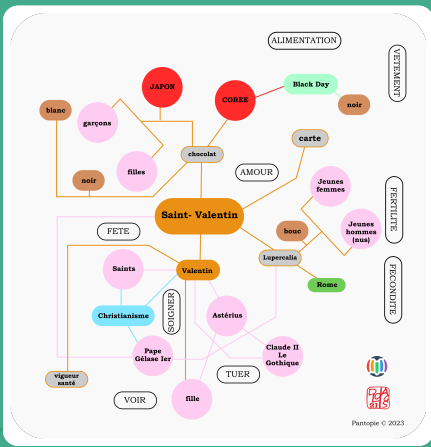 ALIMENTATION
VETEMENT
JAPON
COREE
Black Day
blanc
noir
garçons
carte
chocolat
filles
noir
AMOUR
Jeunes
femmes
FERTILITE
Saint- Valentin
Jeunes
hommes
(nus)
FETE
bouc
Lupercalia
Saints
Valentin
Rome
FECONDITE
SOIGNER
Christianisme
Astérius
Pape
Gélase Ier
Claude II
Le
Gothique
vigueur
santé
TUER
VOIR
fille
Pantopie © 2023